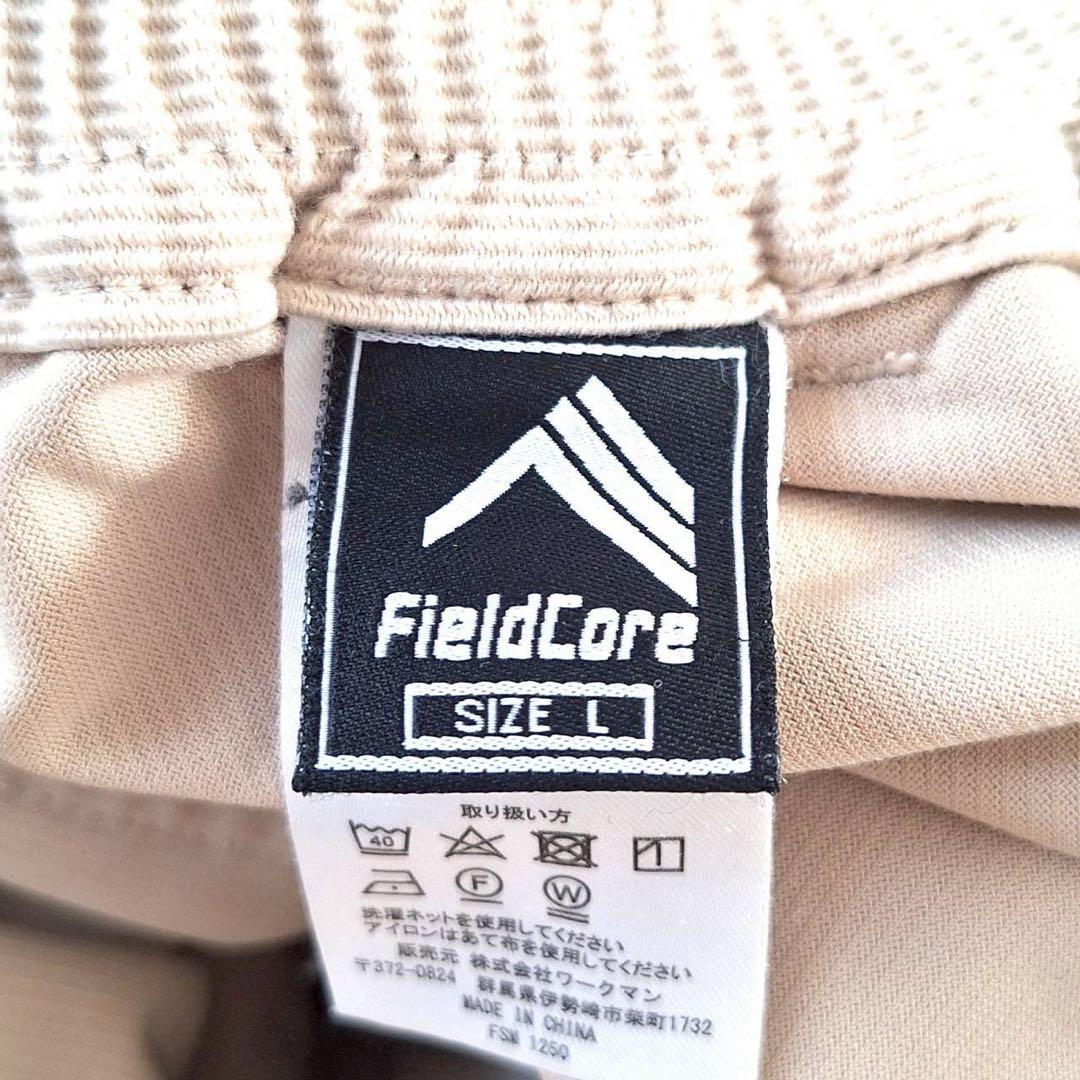 FieldCore
SIZE L
取り扱い方
40
F
W
洗濯ネットを使用してください
アイロンはあて布を使用してください
販売元 株式会社ワークマン
〒372-0824 群馬県伊勢崎市柴町1732
MADE IN CHINA
FSM 1250